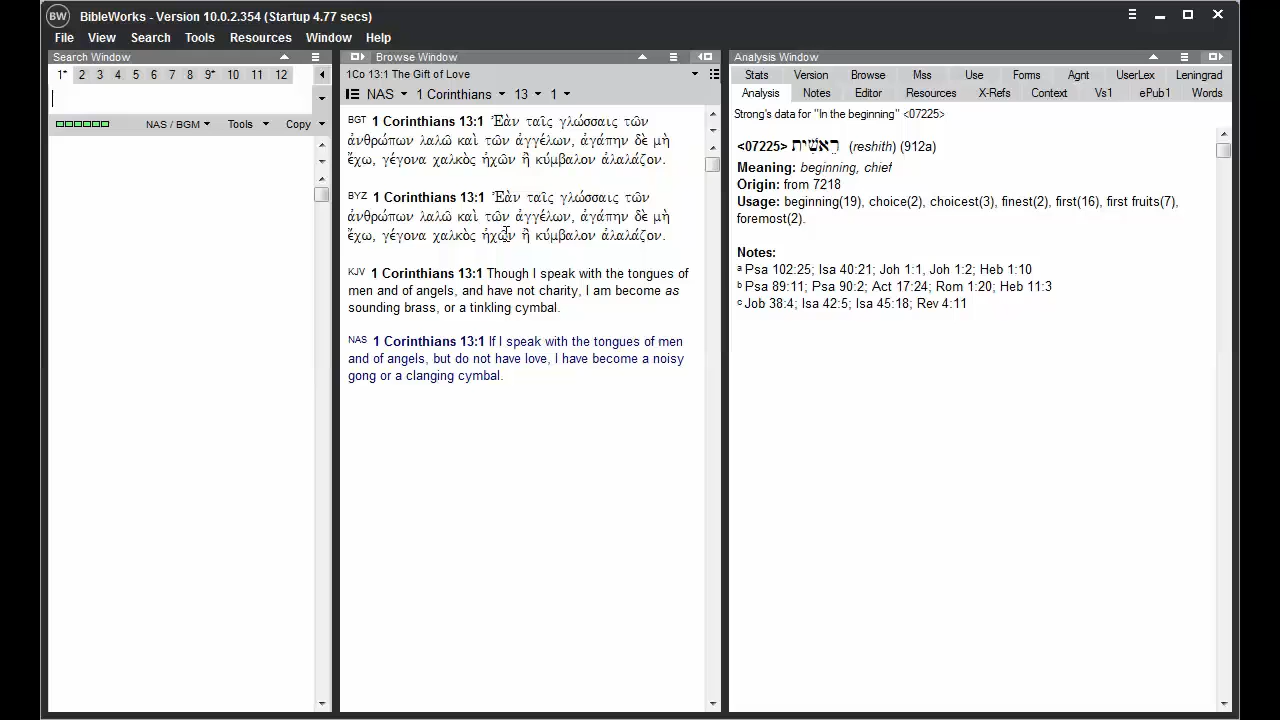 BW BibleWorks - Version 10.0.2.354 (Startup 4.77 secs)
File View Search Tools Resources Window Help
Search Window
1* 2 3 4 5 6 7 8 9* 10 11 12
NAS / BGM Tools Copy
Browse Window
1Co 13:1 The Gift of Love
NAS 1 Corinthians 13 1
BGT 1 Corinthians 13:1 Ἐὰν ταῖς γλώσσαις τῶν
ἀνθρώπων λαλῶ καὶ τῶν ἀγγέλων, ἀγάπην δὲ μὴ
ἔχω, γέγονα χαλκὸς ἠχῶν ἢ κύμβαλον ἀλαλάζον.
BYZ 1 Corinthians 13:1 Ἐὰν ταῖς γλώσσαις τῶν
ἀνθρώπων λαλῶ καὶ τῶν ἀγγέλων, ἀγάπην δὲ μὴ
ἔχω, γέγονα χαλκὸς ἠχῶν ἢ κύμβαλον ἀλαλάζον.
KJV 1 Corinthians 13:1 Though I speak with the tongues of
men and of angels, and have not charity, I am become as
sounding brass, or a tinkling cymbal.
NAS 1 Corinthians 13:1 If I speak with the tongues of men
and of angels, but do not have love, I have become a noisy
gong or a clanging cymbal.
Analysis Window
Stats Version Browse Mss Use Forms Agnt UserLex Leningrad
Analysis Notes Editor Resources X-Refs Context Vs1 ePub1 Words
Strong's data for "In the beginning" <07225>
<07225> רֵאשִׁית (reshith) (912a)
Meaning: beginning, chief
Origin: from 7218
Usage: beginning(19), choice(2), choicest(3), finest(2), first(16), first fruits(7),
foremost(2).
Notes:
a Psa 102:25; Isa 40:21; Joh 1:1, Joh 1:2; Heb 1:10
b Psa 89:11; Psa 90:2; Act 17:24; Rom 1:20; Heb 11:3
c Job 38:4; Isa 42:5; Isa 45:18; Rev 4:11